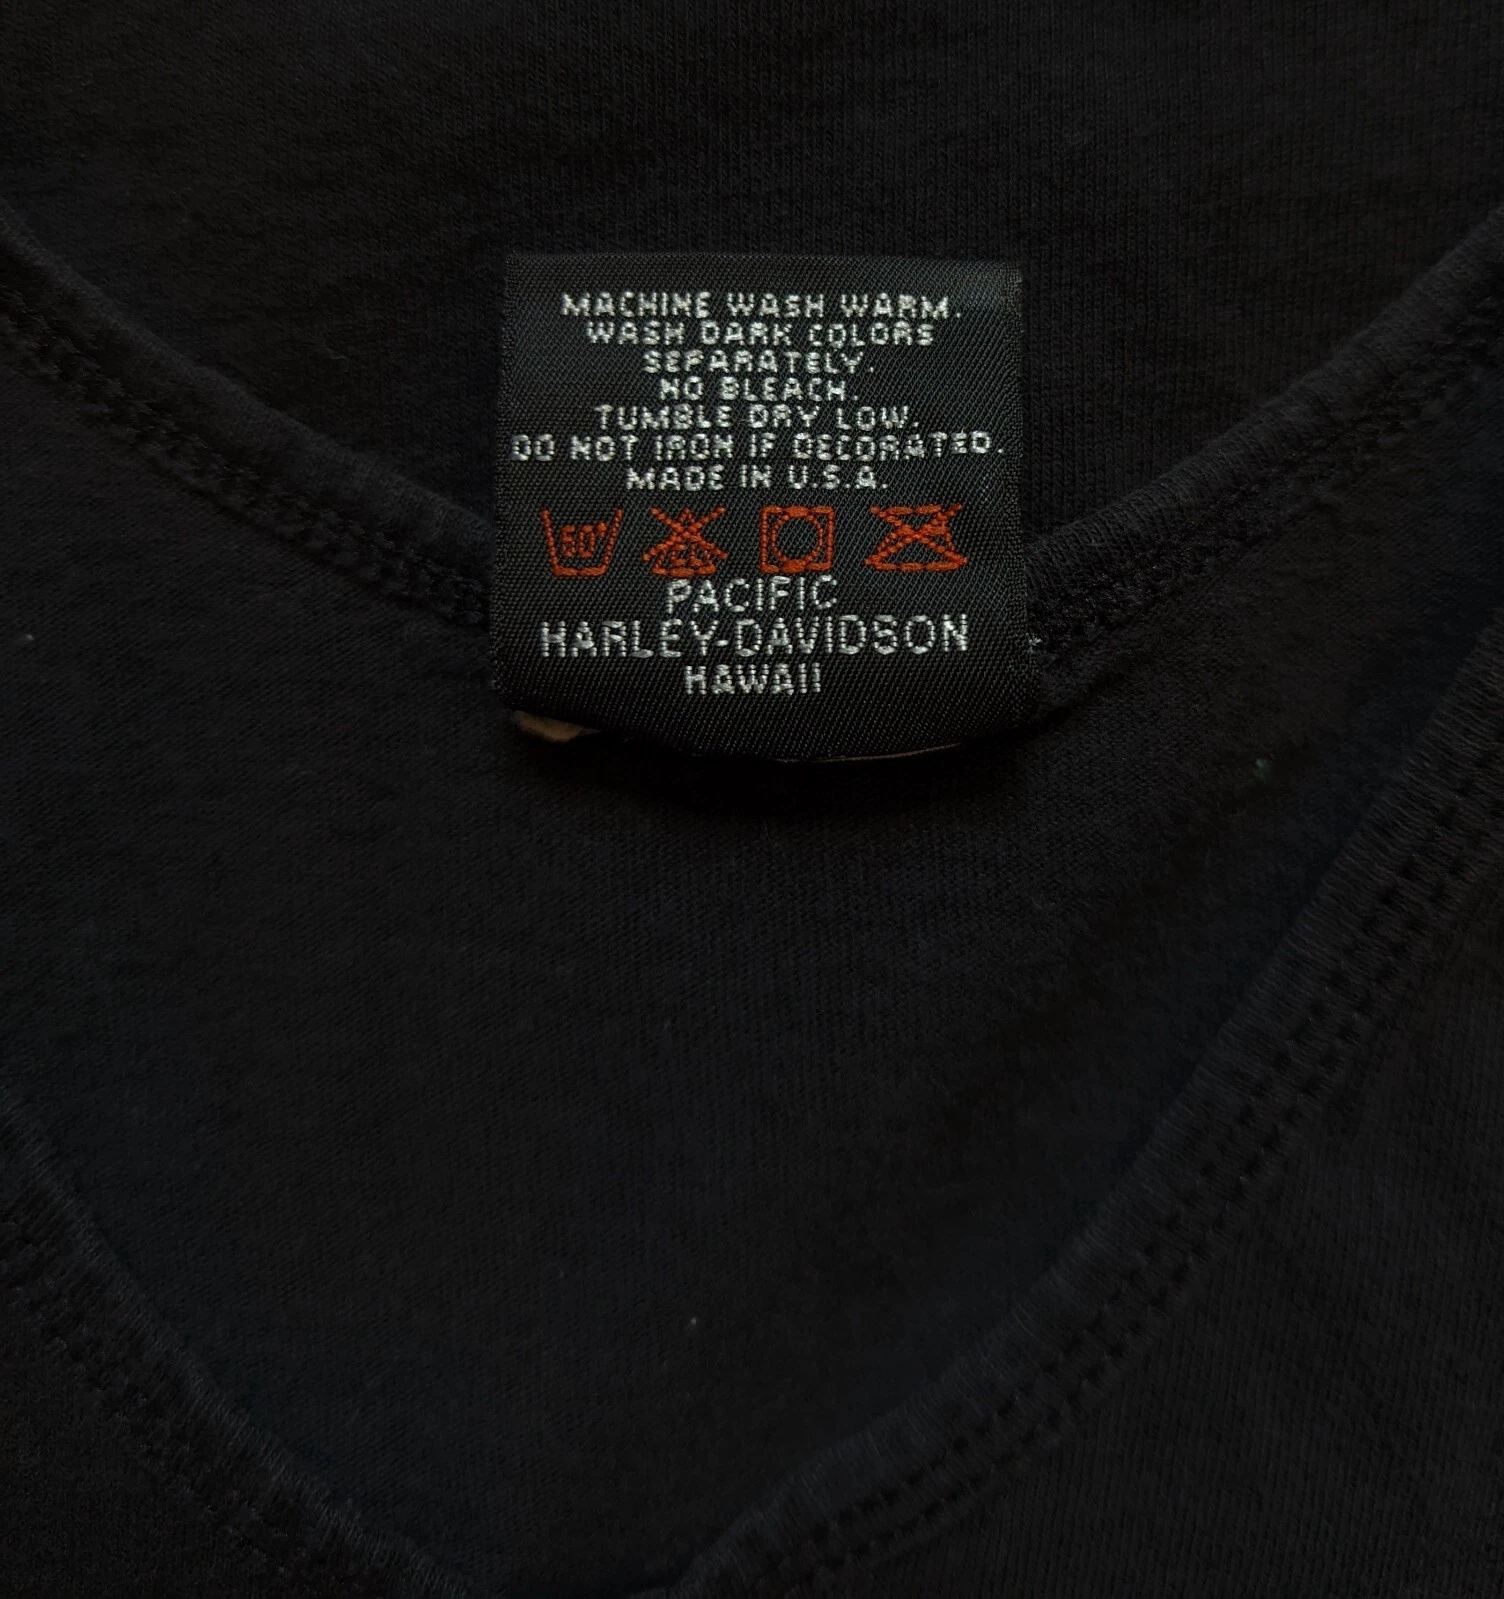 MACHINE WASH WARM.
WASH DARK COLORS
SEPARATELY.
NO BLEACH.
TUMBLE DRY LOW.
DO NOT IRON IF DECORATED.
MADE IN U.S.A.
60°
PACIFIC
HARLEY-DAVIDSON
HAWAII